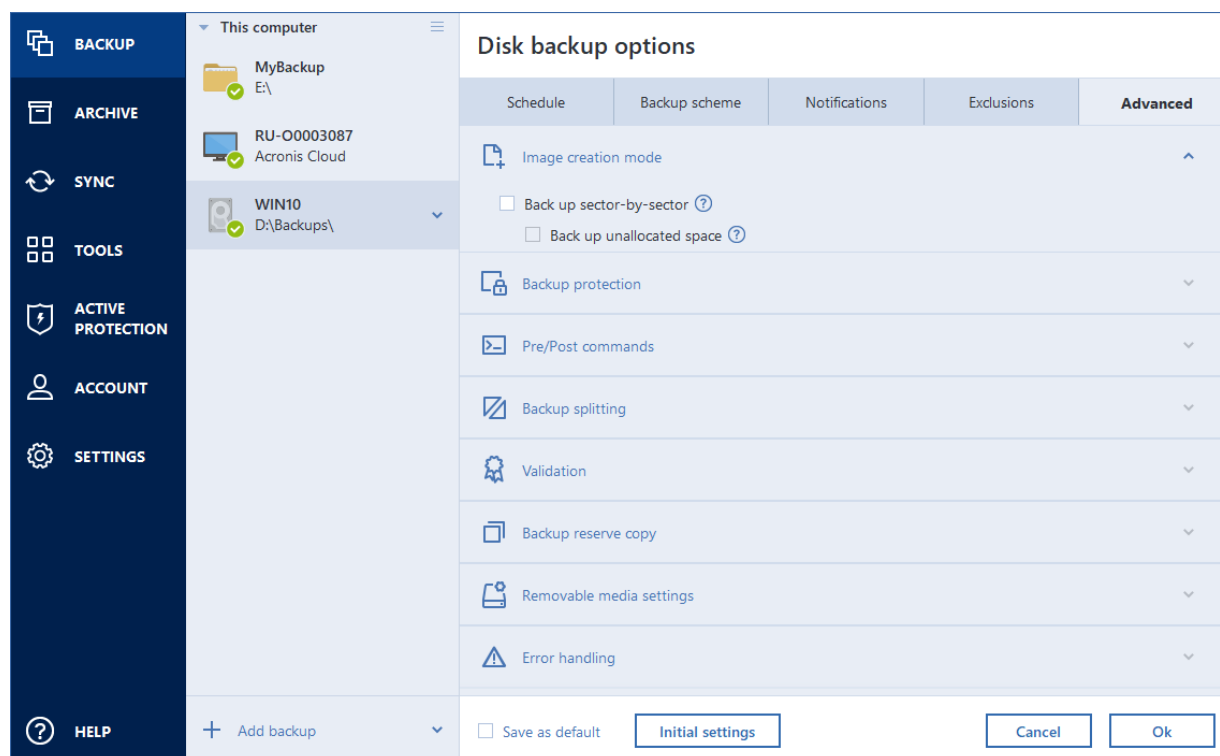 BACKUP
ARCHIVE
SYNC
TOOLS
ACTIVE
PROTECTION
ACCOUNT
SETTINGS
HELP
This computer
MyBackup
E:\
RU-O0003087
Acronis Cloud
WIN10
D:\Backups\
Add backup
Disk backup options
Schedule
Backup scheme
Notifications
Exclusions
Advanced
Image creation mode
Back up sector-by-sector ?
Back up unallocated space ?
Backup protection
Pre/Post commands
Backup splitting
Validation
Backup reserve copy
Removable media settings
Error handling
Save as default
Initial settings
Cancel
Ok